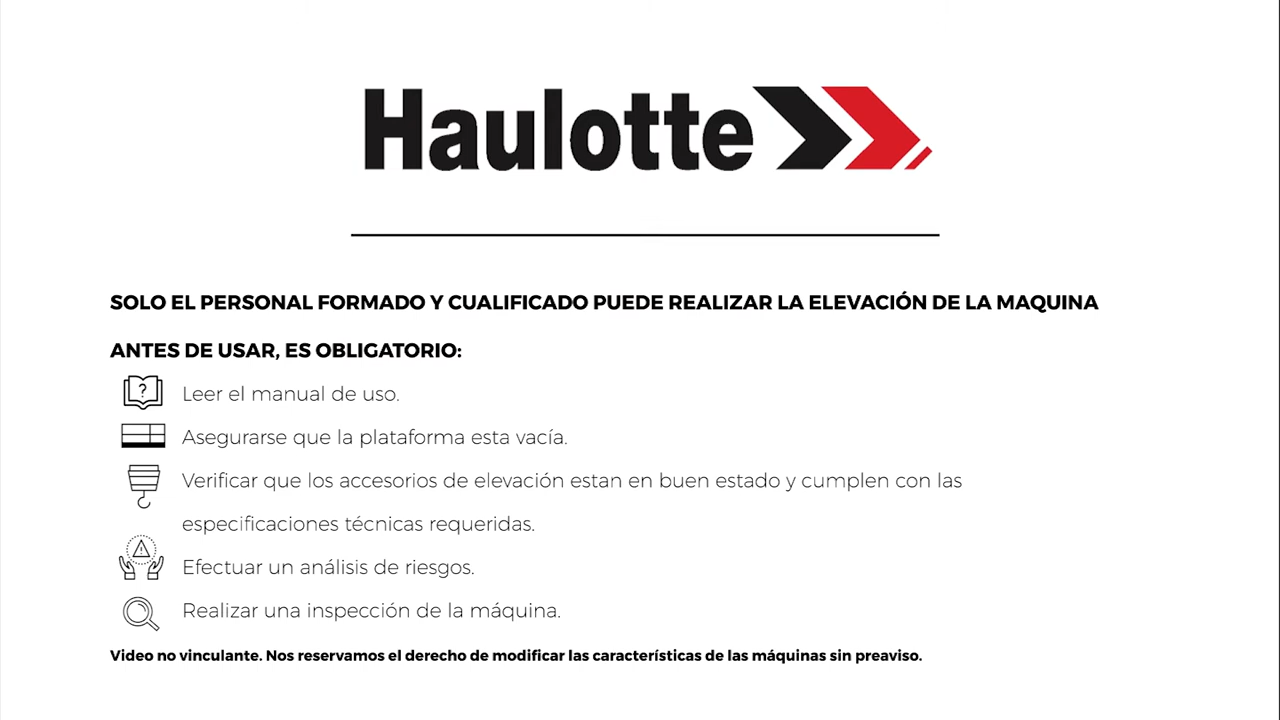 Haulotte
SOLO EL PERSONAL FORMADO Y CUALIFICADO PUEDE REALIZAR LA ELEVACIÓN DE LA MAQUINA
ANTES DE USAR, ES OBLIGATORIO:
Leer el manual de uso.
Asegurarse que la plataforma esta vacía.
Verificar que los accesorios de elevación estan en buen estado y cumplen con las
especificaciones técnicas requeridas.
Efectuar un análisis de riesgos.
Realizar una inspección de la máquina.
Video no vinculante. Nos reservamos el derecho de modificar las características de las máquinas sin preaviso.